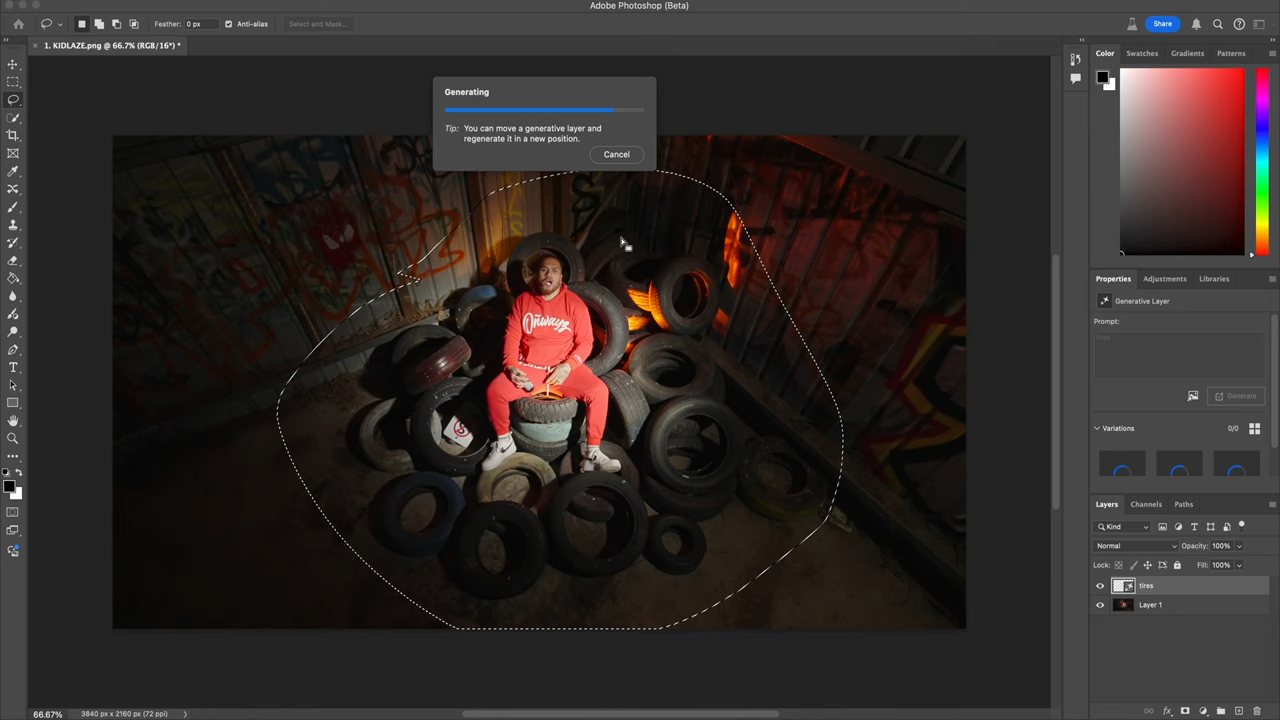 Adobe Photoshop (Beta)
Feather: 0 px
Anti-alias
Select and Mask...
Share
1. KIDLAZE.png @ 66.7% (RGB/16*) *
Color
Swatches
Gradients
Patterns
Generating
Tip: You can move a generative layer and
regenerate it in a new position.
Cancel
Properties
Adjustments
Libraries
Generative Layer
Prompt:
tires
Generate
Variations
0/0
Layers
Channels
Paths
Kind
Normal
Opacity: 100%
Lock:
Fill: 100%
tires
Layer 1
66.67%
3840 px x 2160 px (72 ppi)